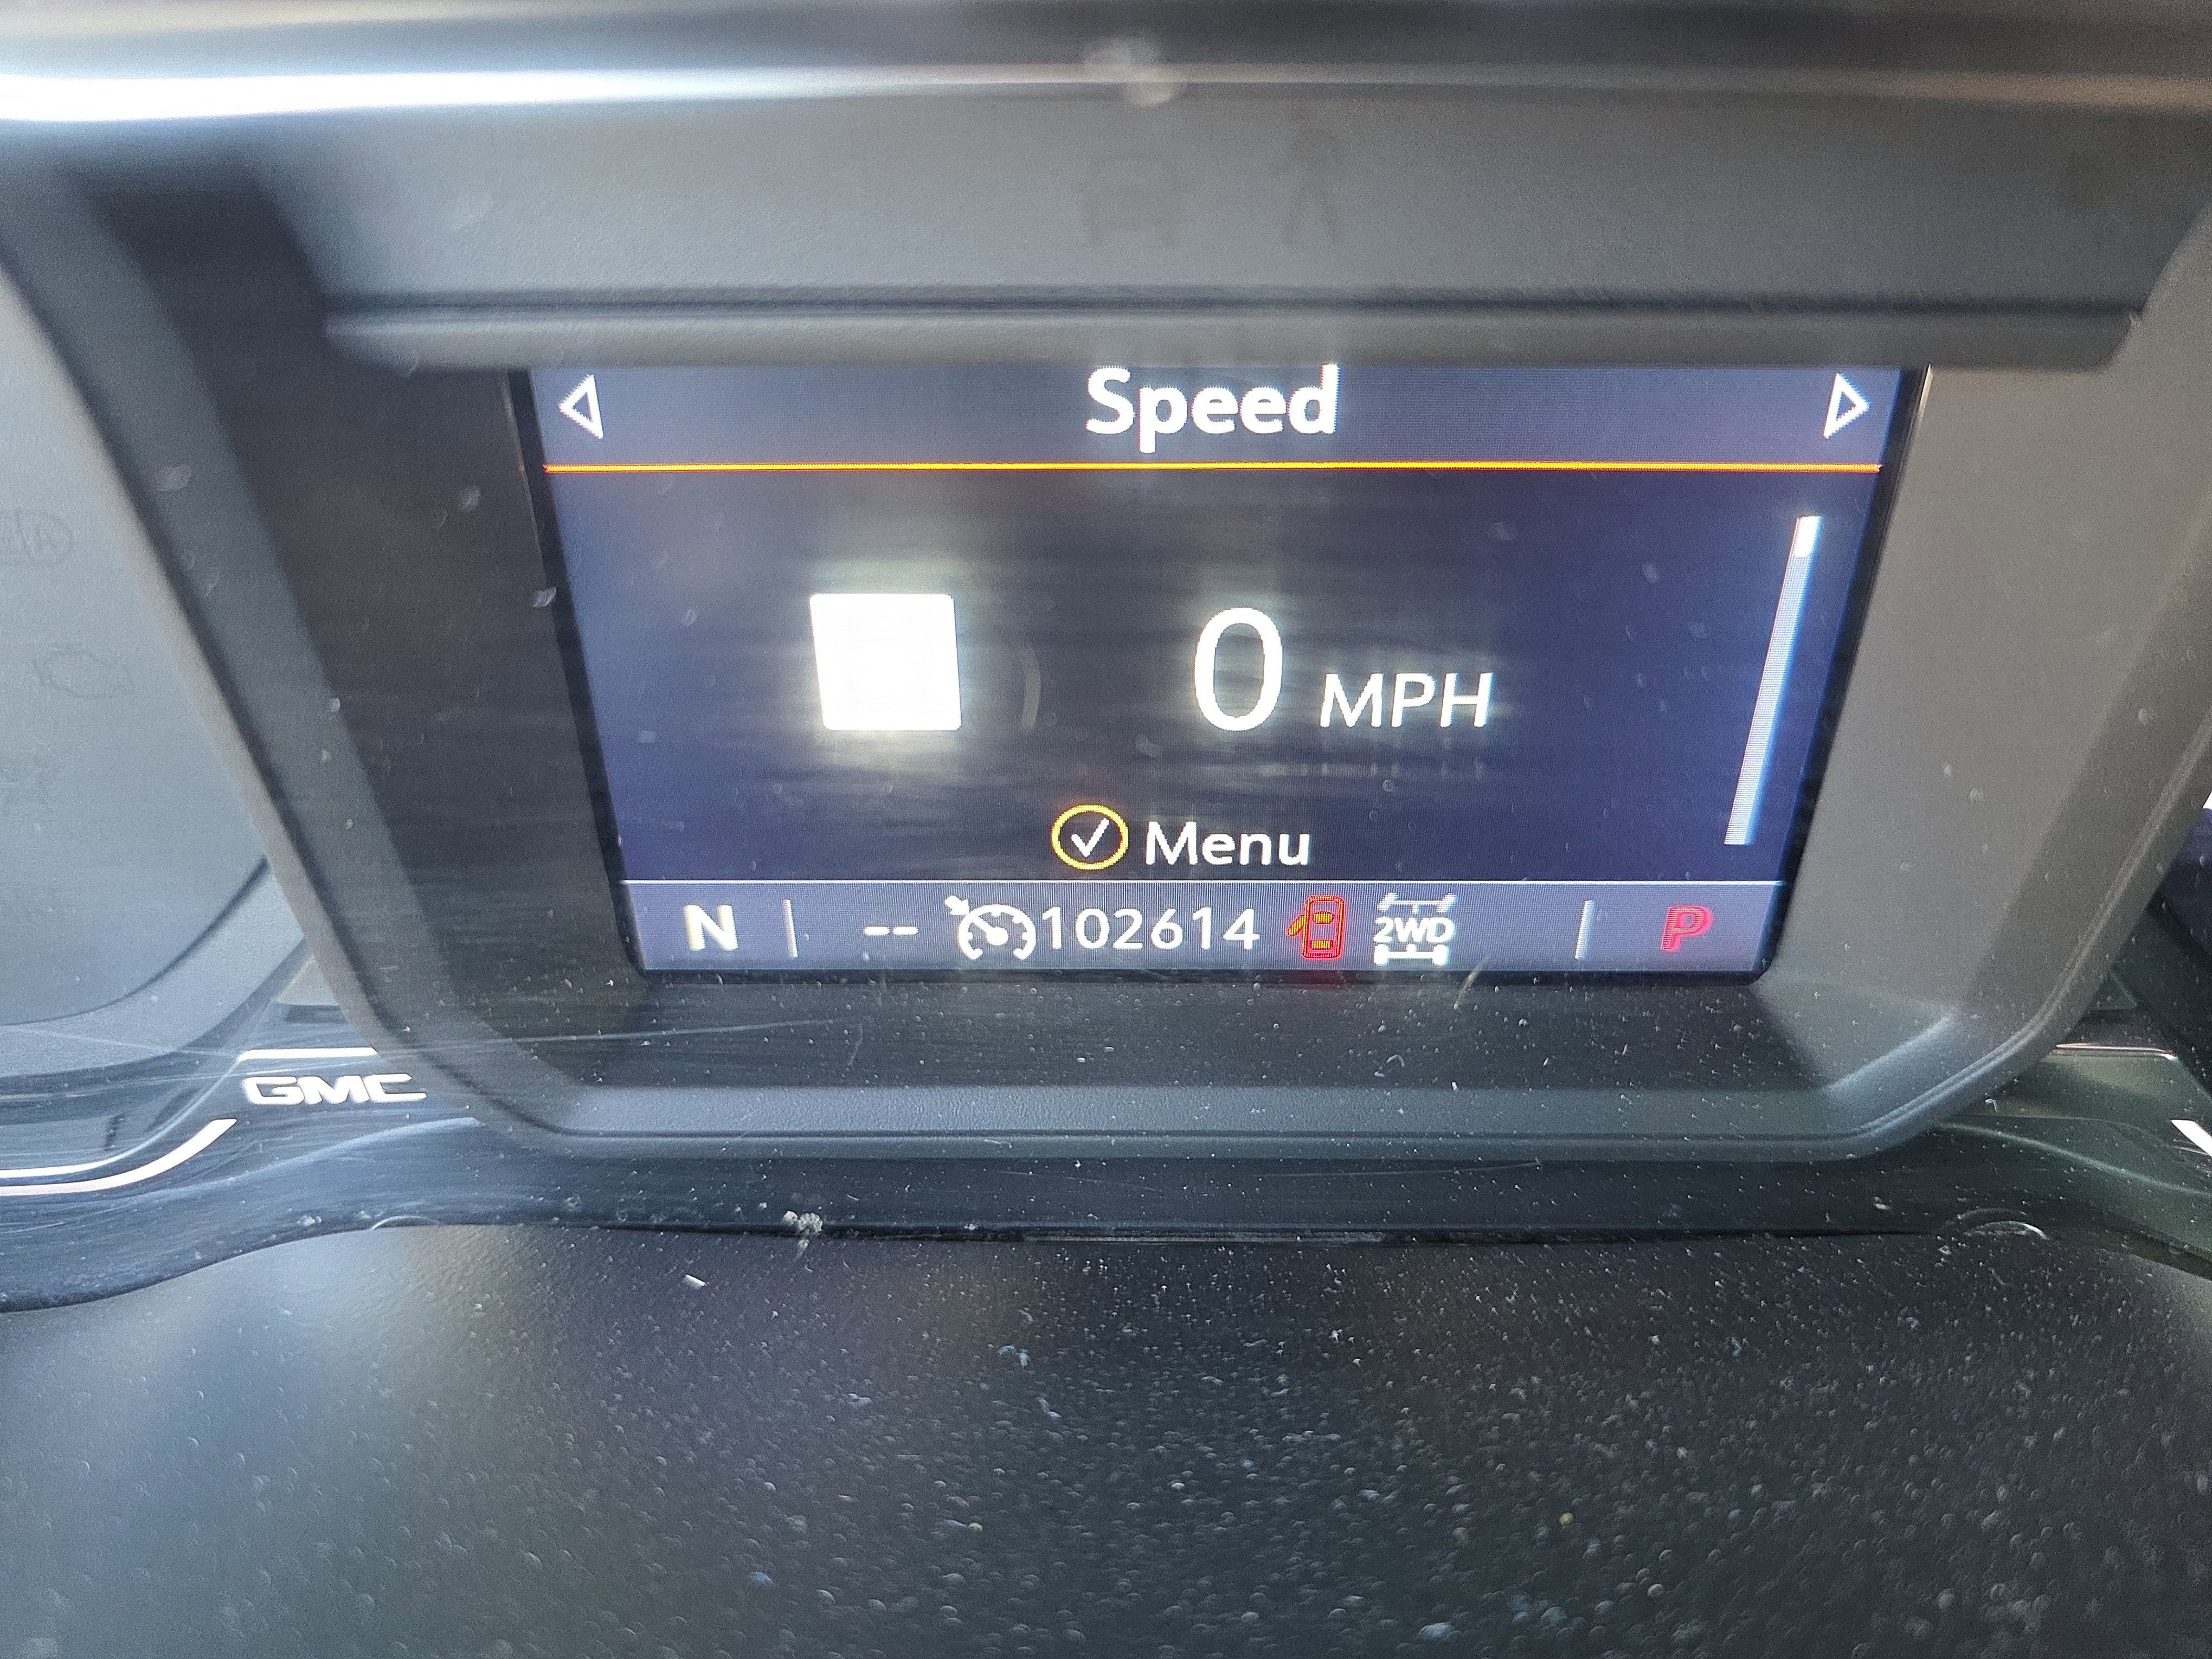 Speed
0 MPH
Menu
N -- 102614 2WD P
GMC